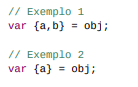 // Exemplo 1
var {a,b} = obj;

// Exemplo 2
var {a} = obj;